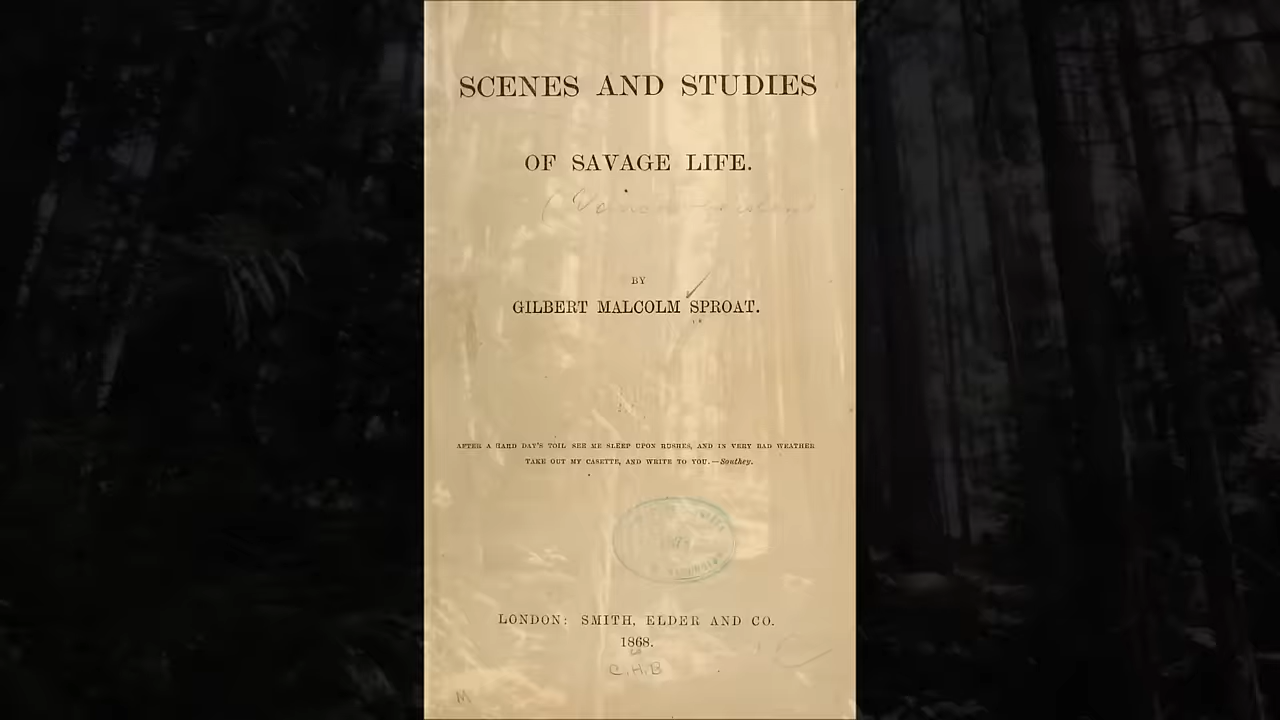 SCENES AND STUDIES
OF SAVAGE LIFE.
BY
GILBERT MALCOLM SPROAT.
AFTER A HARD DAY'S TOIL SEE ME SLEEP UPON RUSHES, AND IN VERY BAD WEATHER
TAKE OUT MY CASETTE, AND WRITE TO YOU.—Southey.
LONDON: SMITH, ELDER AND CO.
1868.
C.H.B
M